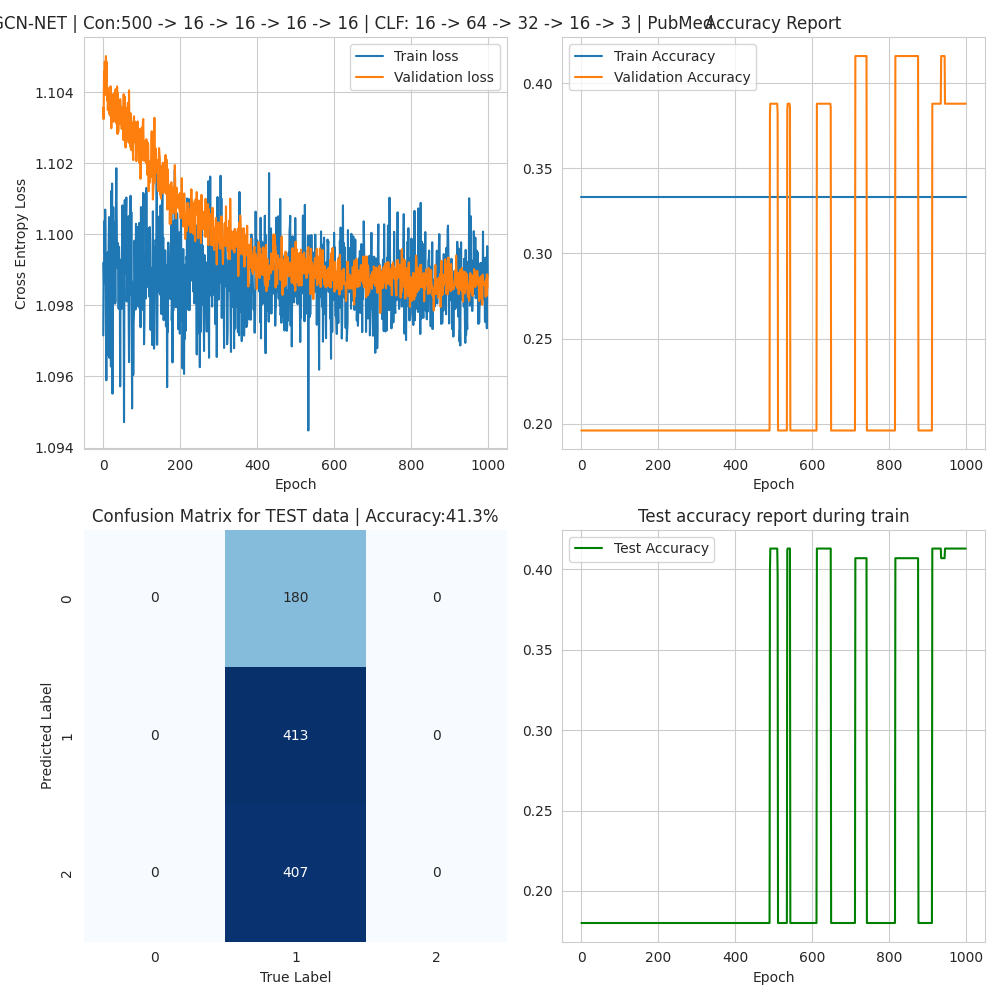 GCN-NET | Con:500 -> 16 -> 16 -> 16 -> 16 | CLF: 16 -> 64 -> 32 -> 16 -> 3 | PubMed
Accuracy Report
Train loss
Validation loss
Cross Entropy Loss
1.104
1.102
1.100
1.098
1.096
1.094
0 200 400 600 800 1000
Epoch
Train Accuracy
Validation Accuracy
0.40
0.35
0.30
0.25
0.20
0 200 400 600 800 1000
Epoch
Confusion Matrix for TEST data | Accuracy:41.3%
Predicted Label
0
1
2
0 180 0
0 413 0
0 407 0
0 1 2
True Label
Test accuracy report during train
Test Accuracy
0.40
0.35
0.30
0.25
0.20
0 200 400 600 800 1000
Epoch